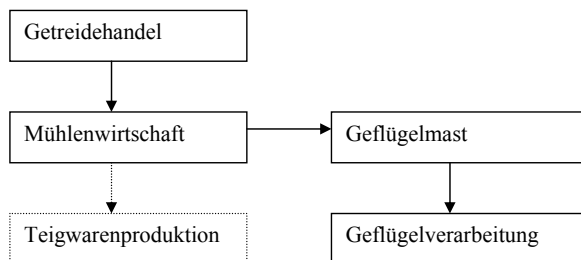 Getreidehandel
Mühlenwirtschaft
Geflügelmast
Teigwarenproduktion
Geflügelverarbeitung